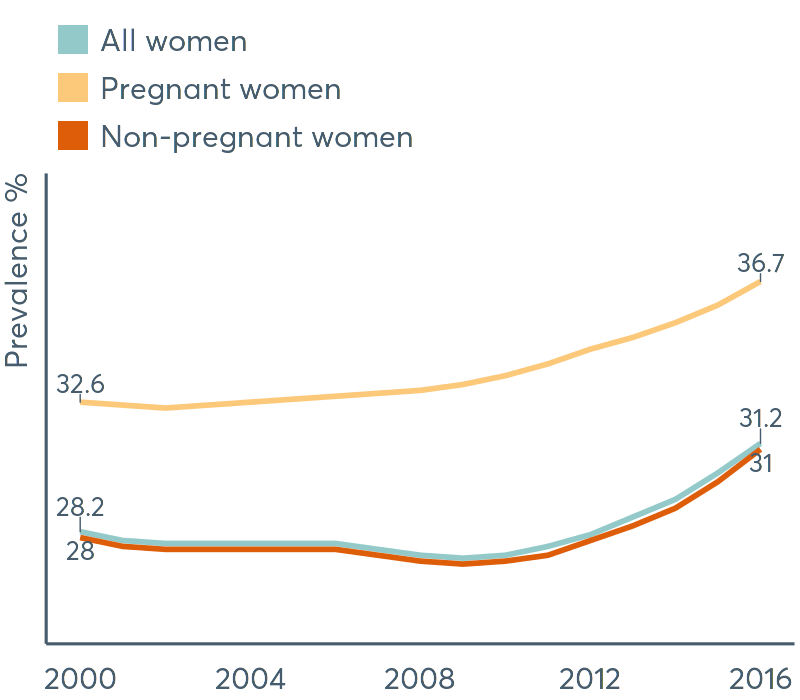 All women
Pregnant women
Non-pregnant women
Prevalence %
36.7
32.6
31.2
31
28.2
28
2000 2004 2008 2012 2016